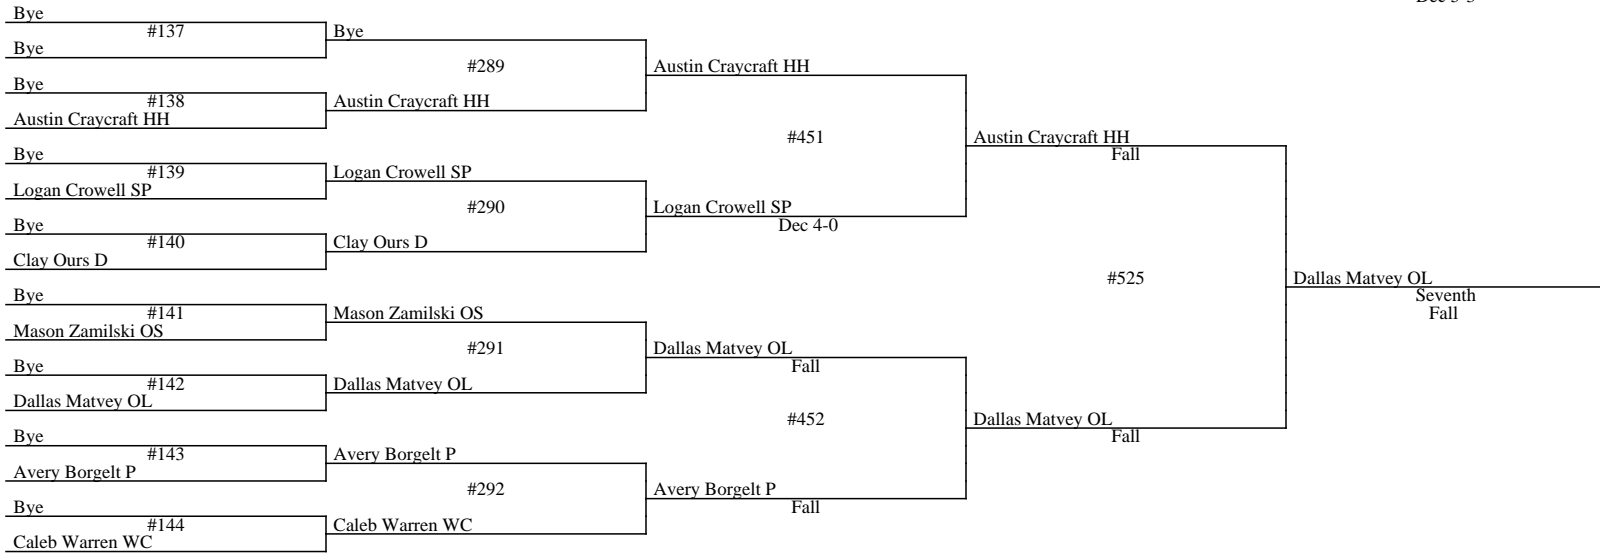 Bye
#137
Bye
Bye
#138
Austin Craycraft HH
Bye
#139
Logan Crowell SP
Bye
#140
Clay Ours D
Bye
#141
Mason Zamilski OS
Bye
#142
Dallas Matvey OL
Bye
#143
Avery Borgelt P
Bye
#144
Caleb Warren WC
Bye
#289
Austin Craycraft HH
Logan Crowell SP
#290
Clay Ours D
Mason Zamilski OS
#291
Dallas Matvey OL
Avery Borgelt P
#292
Caleb Warren WC
Austin Craycraft HH
#451
Logan Crowell SP
Dec 4-0
Dallas Matvey OL
Fall
#452
Avery Borgelt P
Fall
Austin Craycraft HH
Fall
#525
Dallas Matvey OL
Fall
Dallas Matvey OL
Seventh
Fall